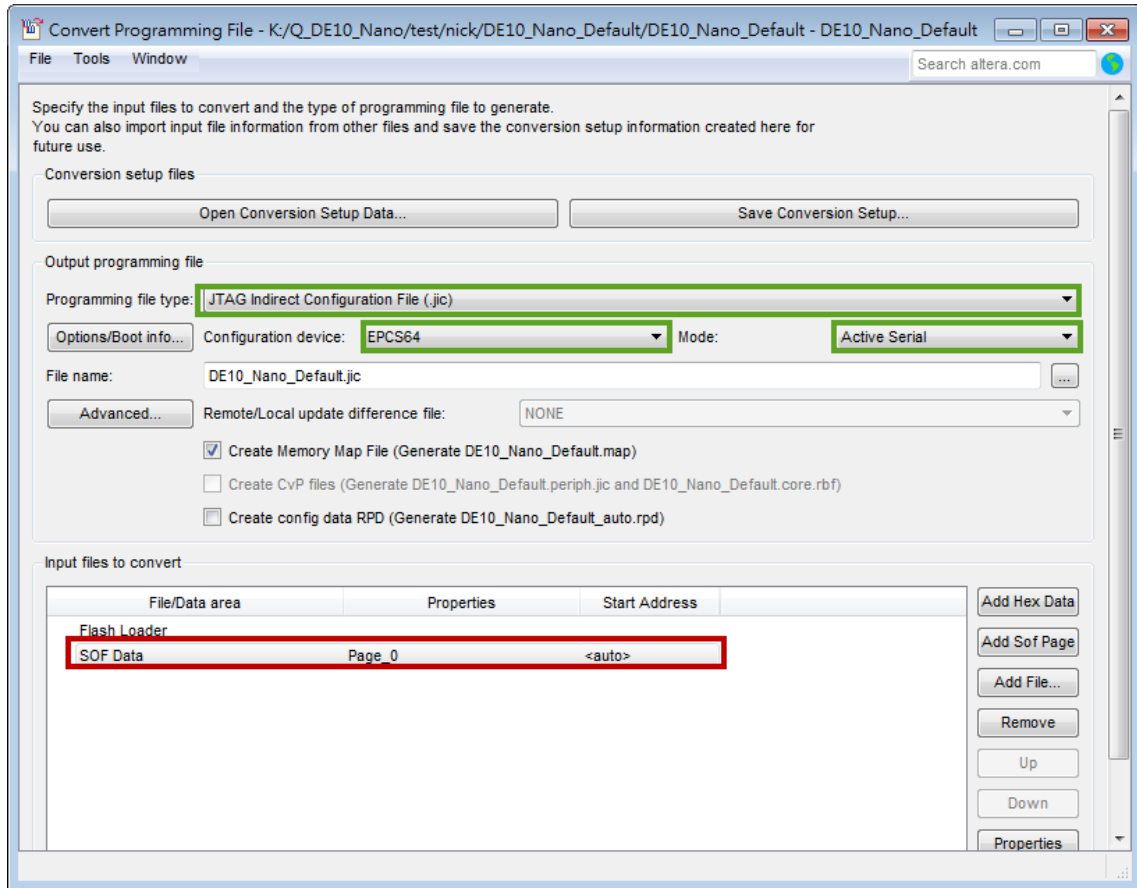 Convert Programming File - K:/Q_DE10_Nano/test/nick/DE10_Nano_Default/DE10_Nano_Default - DE10_Nano_Default
File Tools Window
Search altera.com
Specify the input files to convert and the type of programming file to generate.
You can also import input file information from other files and save the conversion setup information created here for
future use.
Conversion setup files
Open Conversion Setup Data... Save Conversion Setup...
Output programming file
Programming file type: JTAG Indirect Configuration File (.jic)
Options/Boot info... Configuration device: EPCS64 Mode: Active Serial
File name: DE10_Nano_Default.jic ...
Advanced... Remote/Local update difference file: NONE
Create Memory Map File (Generate DE10_Nano_Default.map)
Create CvP files (Generate DE10_Nano_Default.periph.jic and DE10_Nano_Default.core.rbf)
Create config data RPD (Generate DE10_Nano_Default_auto.rpd)
Input files to convert
File/Data area Properties Start Address
Flash Loader
SOF Data Page_0 <auto>
Add Hex Data
Add Sof Page
Add File...
Remove
Up
Down
Properties